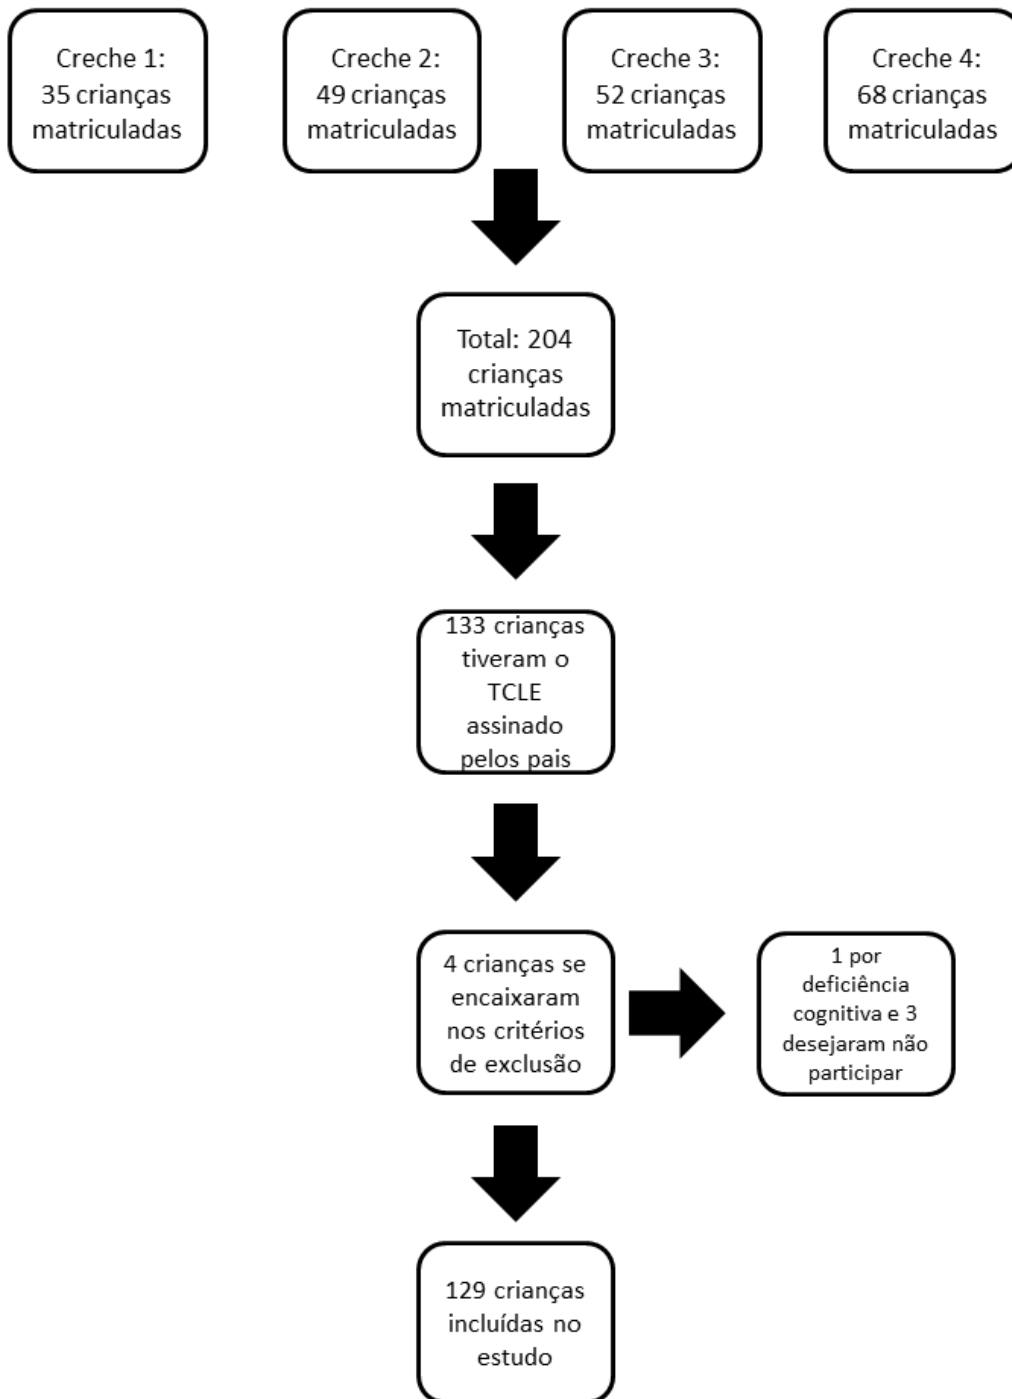 Creche 1:
35 crianças
matriculadas
Creche 2:
49 crianças
matriculadas
Creche 3:
52 crianças
matriculadas
Creche 4:
68 crianças
matriculadas
Total: 204
crianças
matriculadas
133 crianças
tiveram o
TCLE
assinado
pelos pais
4 crianças se
encaixaram
nos critérios
de exclusão
1 por
deficiência
cognitiva e 3
desejaram não
participar
129 crianças
incluídas no
estudo